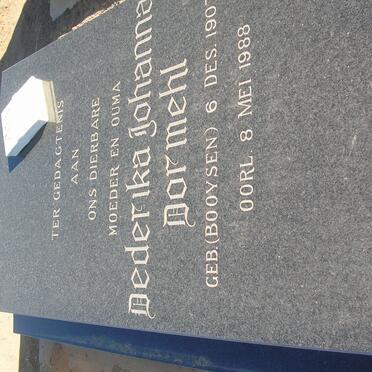 TER GEDAGTENIS
AAN
ONS DIERBARE
MOEDER EN OUMA
Dederika Johanna
Dormehl
GEB. (BOOYSEN) 6 DES. 1907
OORL. 8 MEI 1988